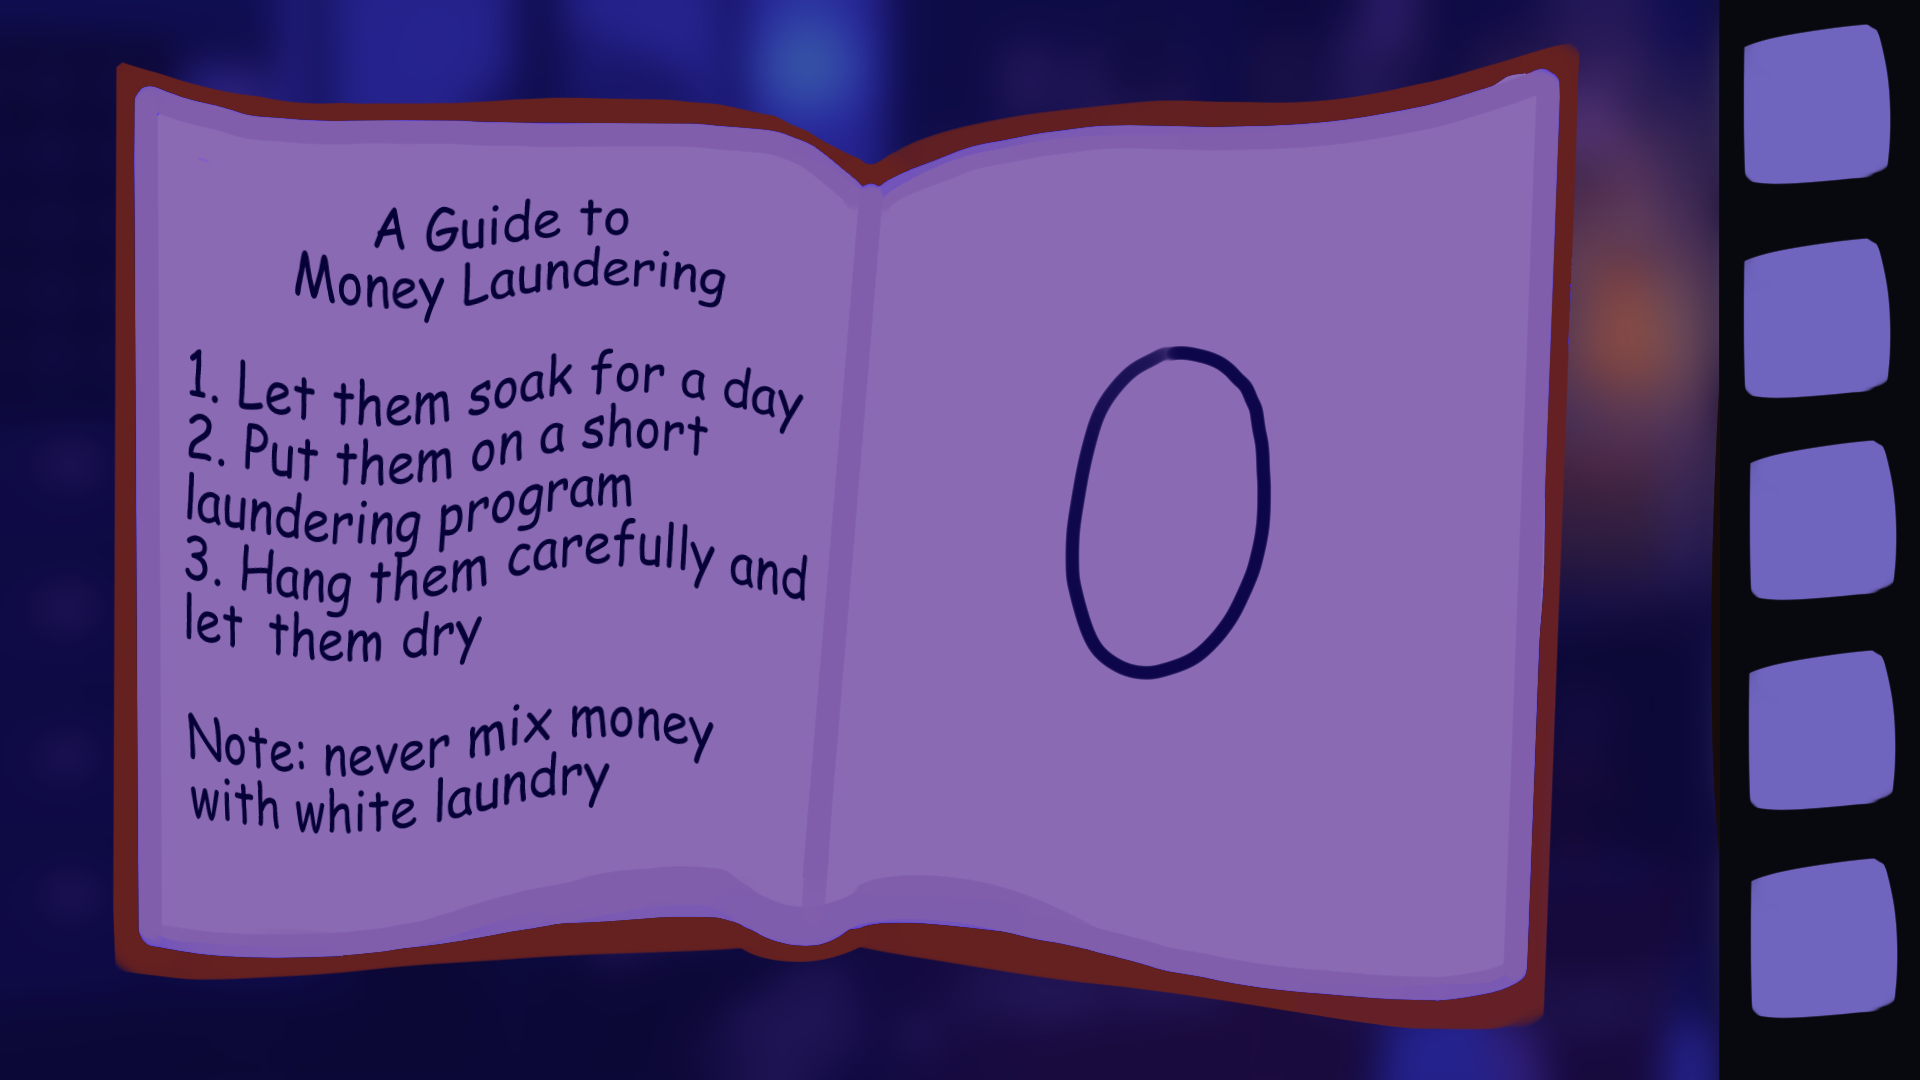 A Guide to
Money Laundering
1. Let them soak for a day
2. Put them on a short
laundering program
3. Hang them carefully and
let them dry
Note: never mix money
with white laundry
0